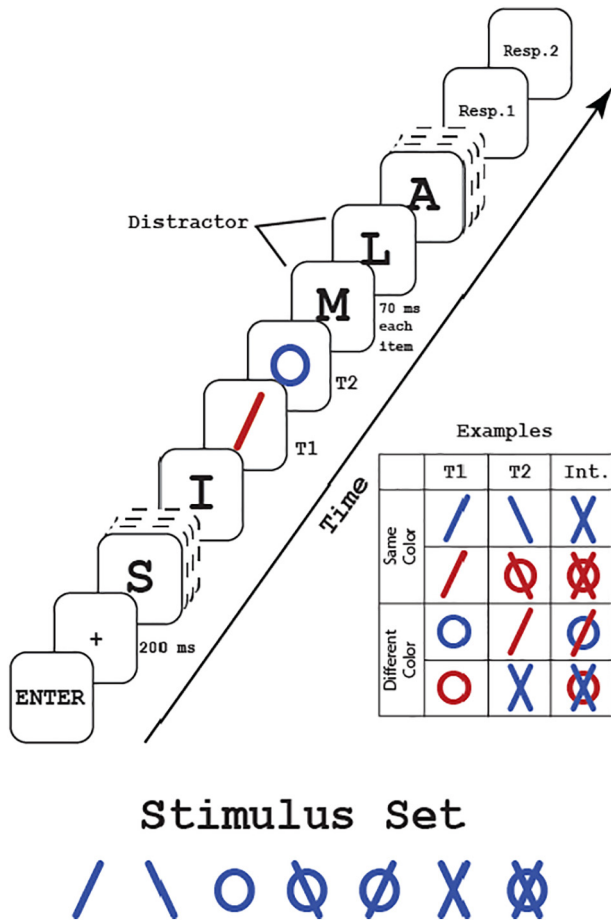 Resp.2
Resp.1
A
Distractor
L
M
70 ms
each
item
T2
T1
I
Time
S
+
200 ms
ENTER
Examples
T1 T2 Int.
Same
Color
Different
Color
Stimulus Set